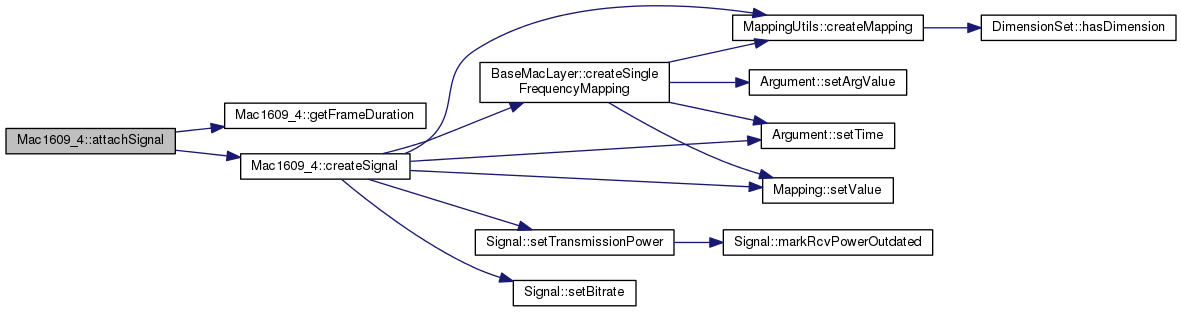 Mac1609_4::attachSignal
Mac1609_4::getFrameDuration
Mac1609_4::createSignal
BaseMacLayer::createSingle
FrequencyMapping
MappingUtils::createMapping
DimensionSet::hasDimension
Argument::setArgValue
Argument::setTime
Mapping::setValue
Signal::setTransmissionPower
Signal::markRcvPowerOutdated
Signal::setBitrate